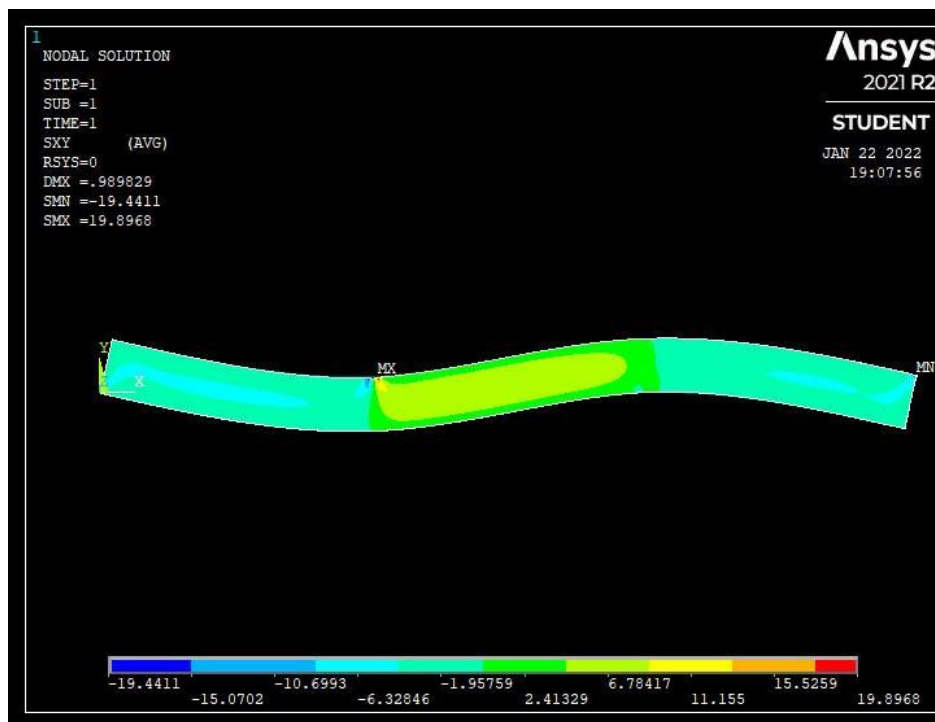 1
NODAL SOLUTION
STEP=1
SUB =1
TIME=1
SXY (AVG)
RSYS=0
DMX =.989829
SMN =-19.4411
SMX =19.8968
Ansys
2021 R2
STUDENT
JAN 22 2022
19:07:56
Y
X
MX
MN
-19.4411 -10.6993 -1.95759 6.78417 15.5259
-15.0702 -6.32846 2.41329 11.155 19.8968